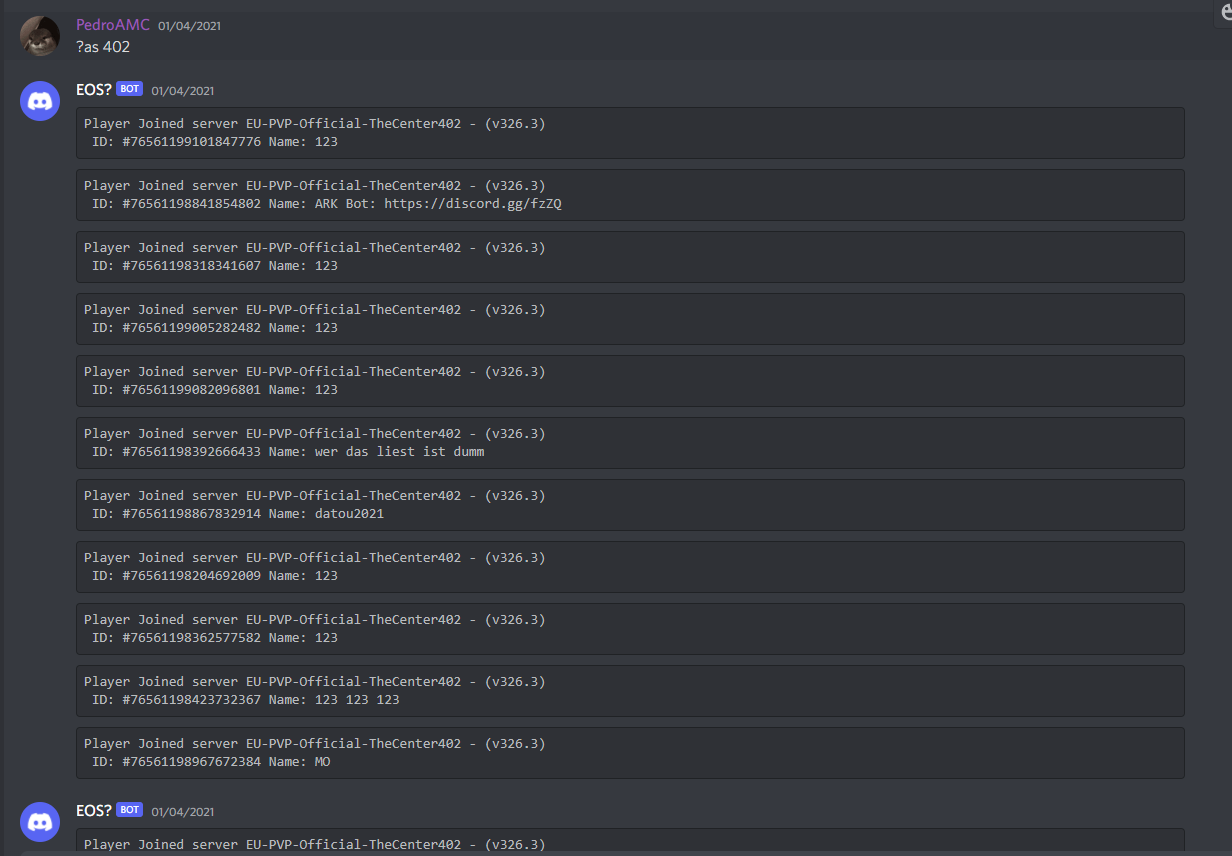 PedroAMC 01/04/2021
?as 402
EOS? BOT 01/04/2021
Player Joined server EU-PVP-Official-TheCenter402 - (v326.3)
ID: #76561199101847776 Name: 123
Player Joined server EU-PVP-Official-TheCenter402 - (v326.3)
ID: #76561198841854802 Name: ARK Bot: https://discord.gg/fzZQ
Player Joined server EU-PVP-Official-TheCenter402 - (v326.3)
ID: #76561198318341607 Name: 123
Player Joined server EU-PVP-Official-TheCenter402 - (v326.3)
ID: #76561199005282482 Name: 123
Player Joined server EU-PVP-Official-TheCenter402 - (v326.3)
ID: #76561199082096801 Name: 123
Player Joined server EU-PVP-Official-TheCenter402 - (v326.3)
ID: #76561198392666433 Name: wer das liest ist dumm
Player Joined server EU-PVP-Official-TheCenter402 - (v326.3)
ID: #76561198867832914 Name: datou2021
Player Joined server EU-PVP-Official-TheCenter402 - (v326.3)
ID: #76561198204692009 Name: 123
Player Joined server EU-PVP-Official-TheCenter402 - (v326.3)
ID: #76561198362577582 Name: 123
Player Joined server EU-PVP-Official-TheCenter402 - (v326.3)
ID: #76561198423732367 Name: 123 123 123
Player Joined server EU-PVP-Official-TheCenter402 - (v326.3)
ID: #76561198967672384 Name: MO
EOS? BOT 01/04/2021
Player Joined server EU-PVP-Official-TheCenter402 - (v326.3)